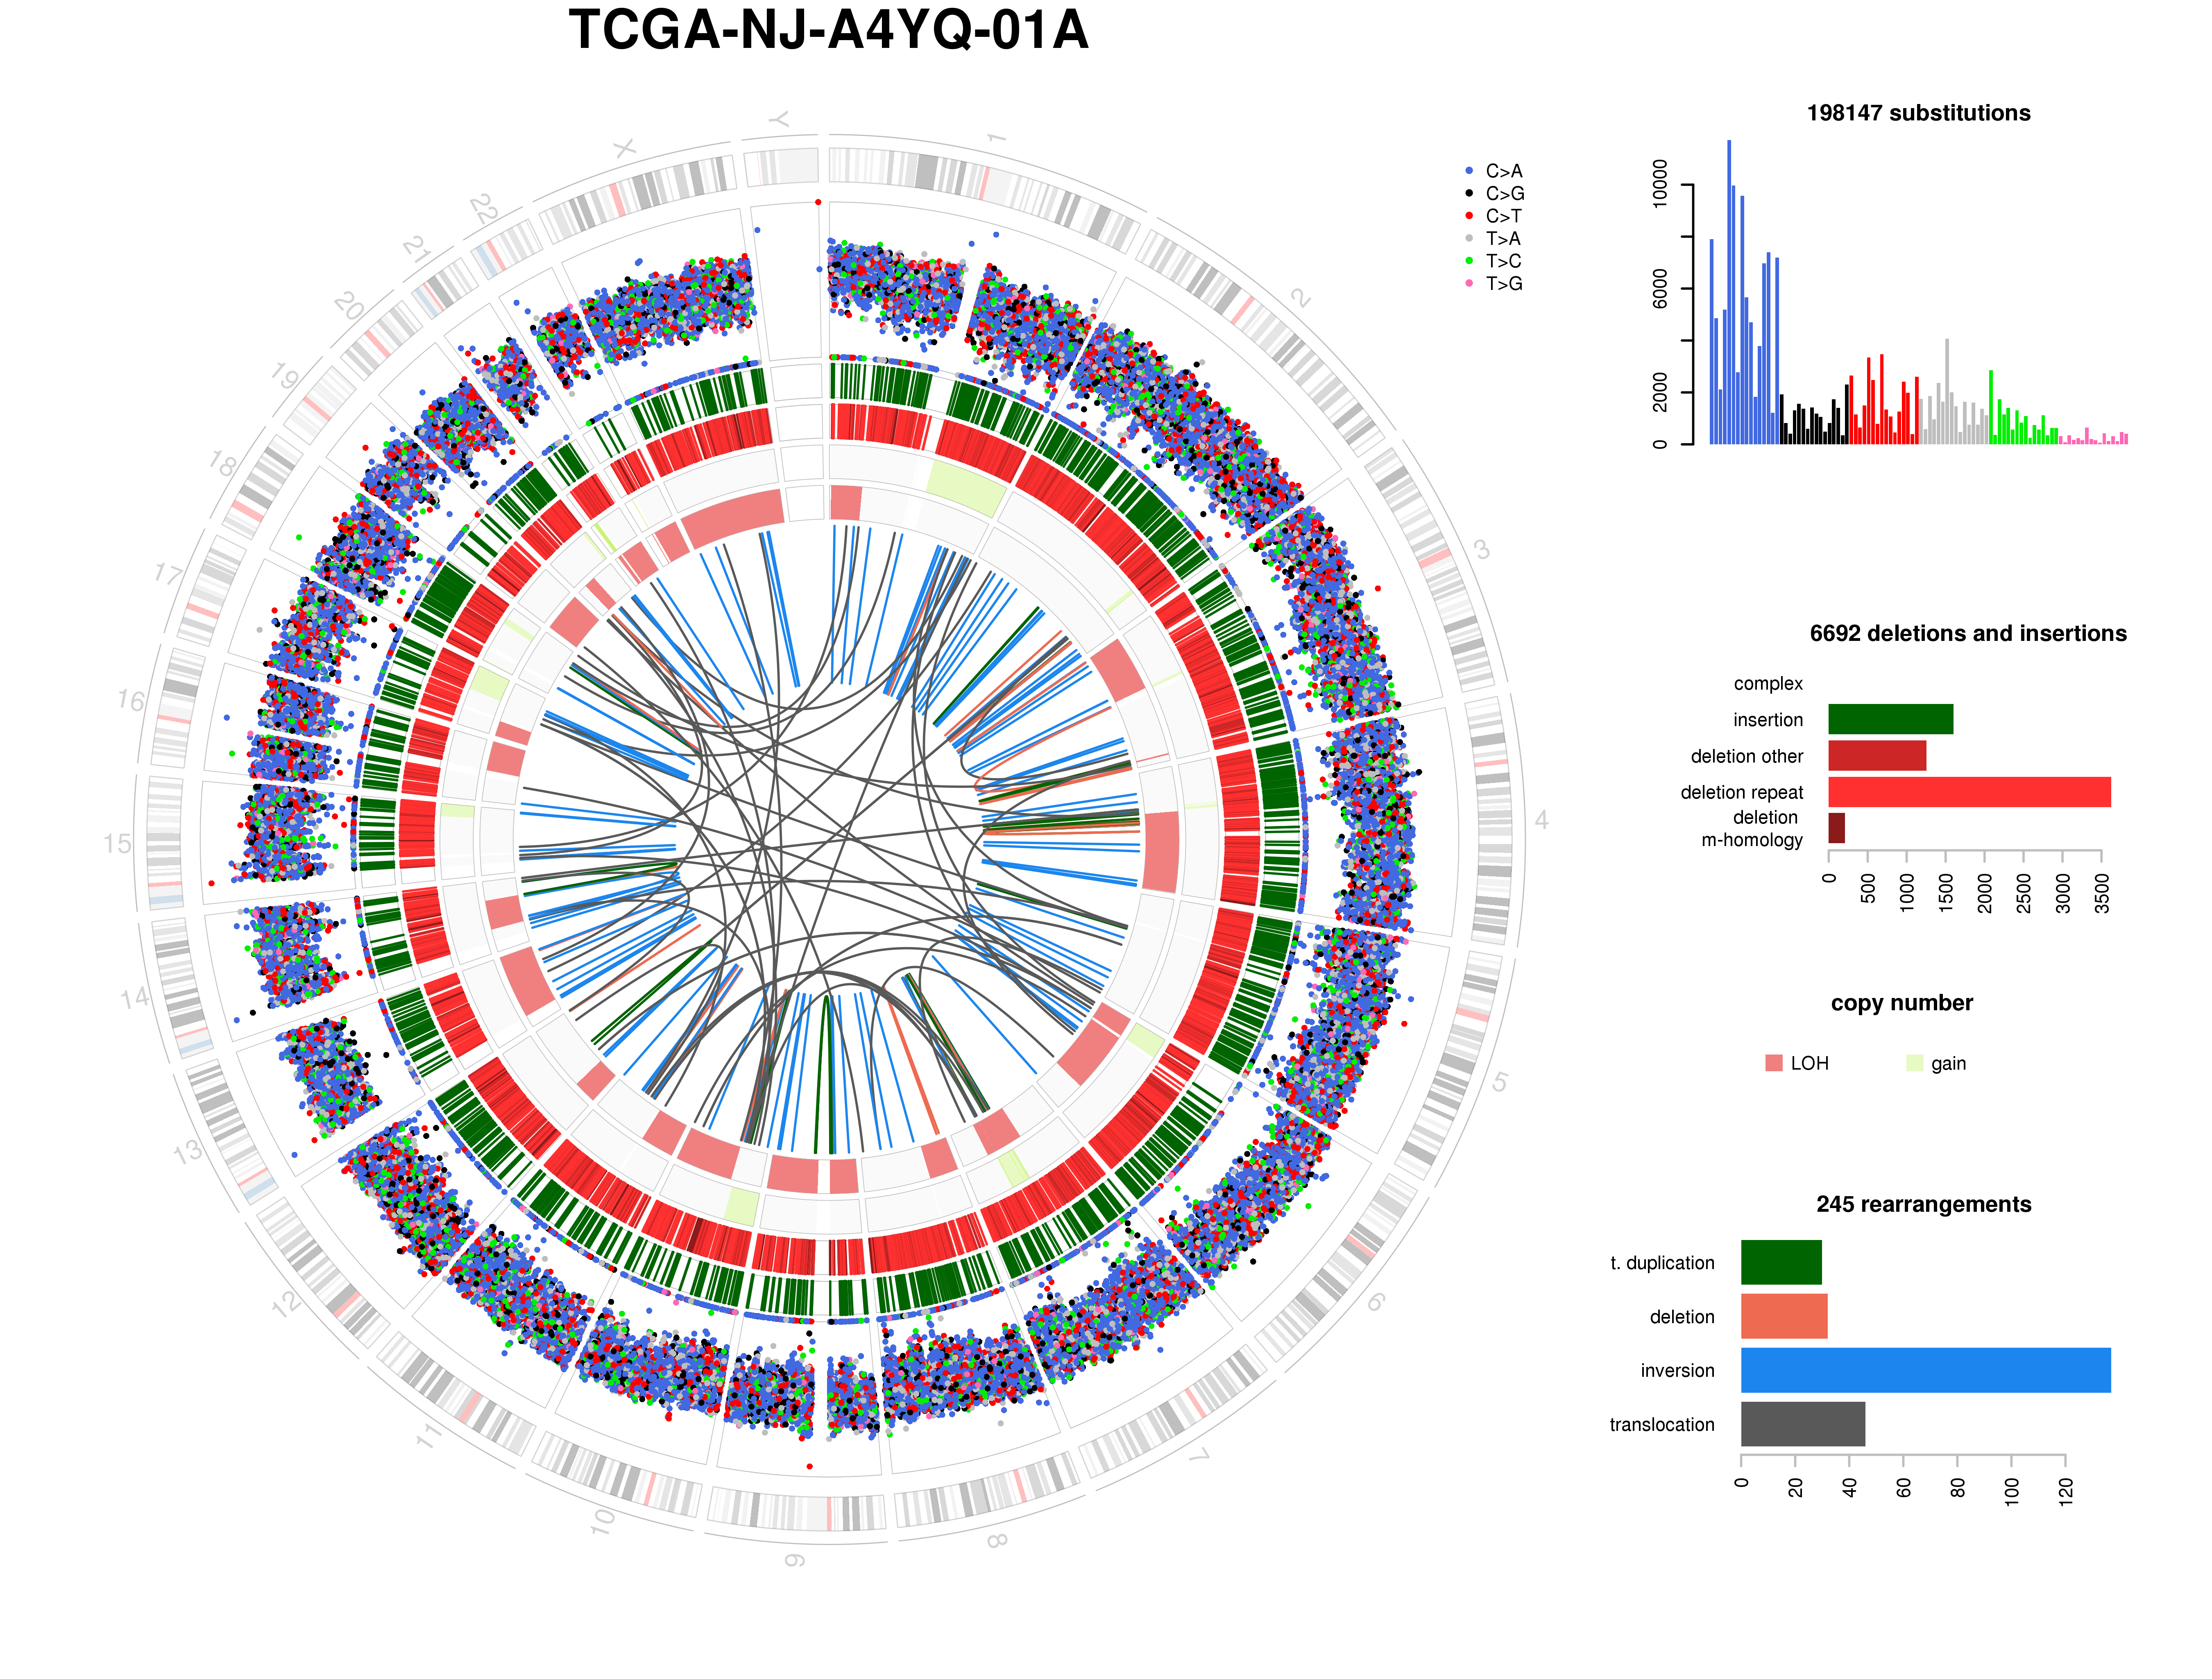 TCGA-NJ-A4YQ-01A
1
2
3
4
5
6
7
8
9
10
11
12
13
14
15
16
17
18
19
20
21
22
X
Y
C>A
C>G
C>T
T>A
T>C
T>G
198147 substitutions
10000
6000
2000
0
6692 deletions and insertions
complex
insertion
deletion other
deletion repeat
deletion
m-homology
0
500
1000
1500
2000
2500
3000
3500
copy number
LOH
gain
245 rearrangements
t. duplication
deletion
inversion
translocation
0
20
40
60
80
100
120